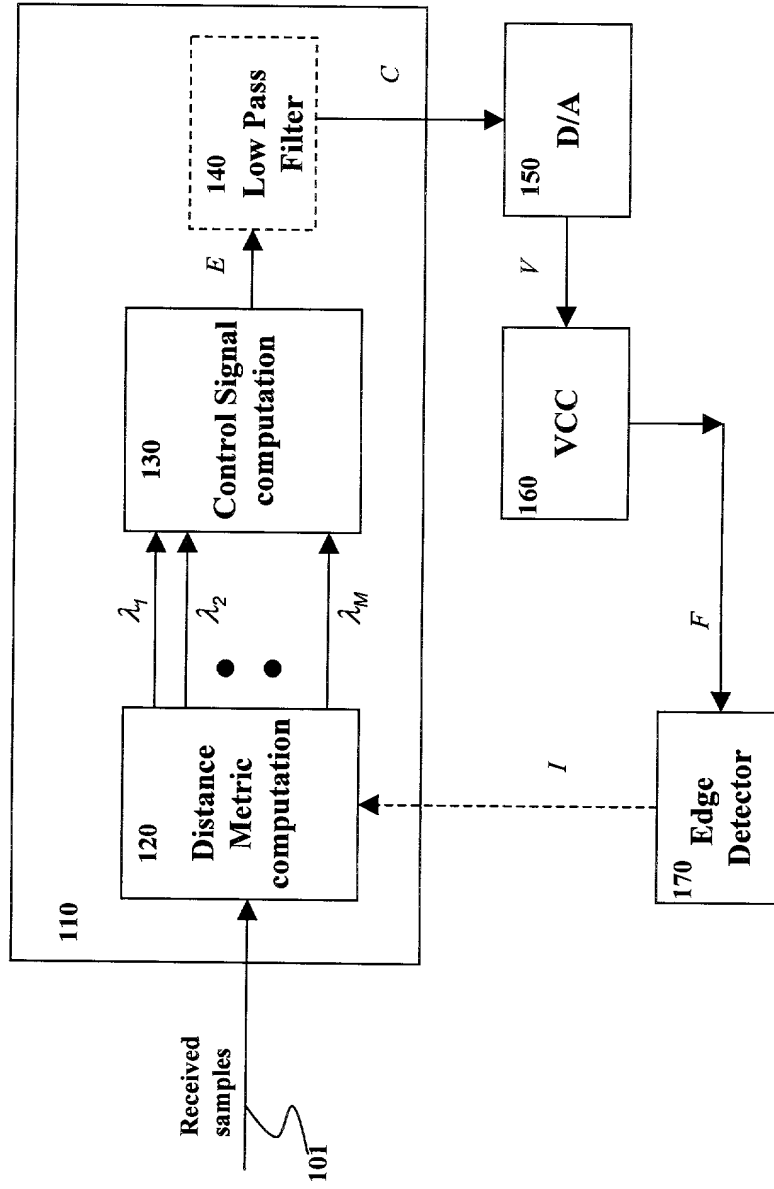 110
Received
samples
101
120
Distance
Metric
computation
λ1
λ2
λM
130
Control Signal
computation
E
140
Low Pass
Filter
C
150
D/A
V
160
VCC
F
170
Edge
Detector
I